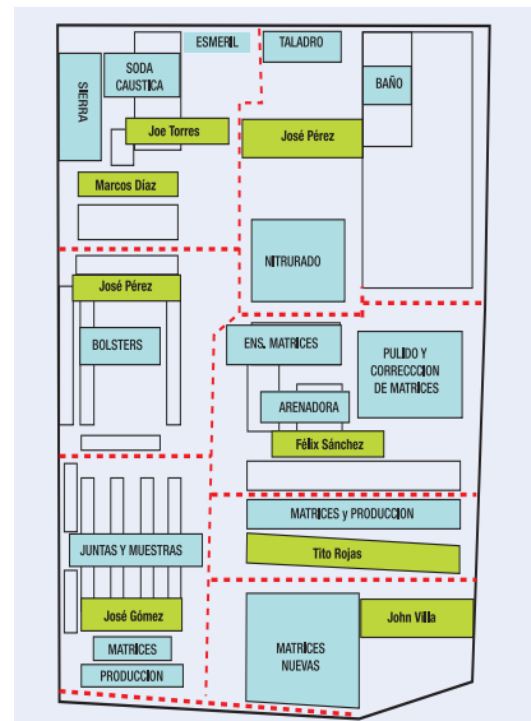 ESMERIL
TALADRO
SODA
CAUSTICA
SIERRA
BAÑO
Joe Torres
José Pérez
Marcos Díaz
NITRURADO
José Pérez
BOLSTERS
ENS. MATRICES
PULIDO Y
CORRECCCION
DE MATRICES
ARENADORA
Félix Sánchez
MATRICES y PRODUCCION
JUNTAS Y MUESTRAS
Tito Rojas
José Gómez
John Villa
MATRICES
MATRICES
NUEVAS
PRODUCCION